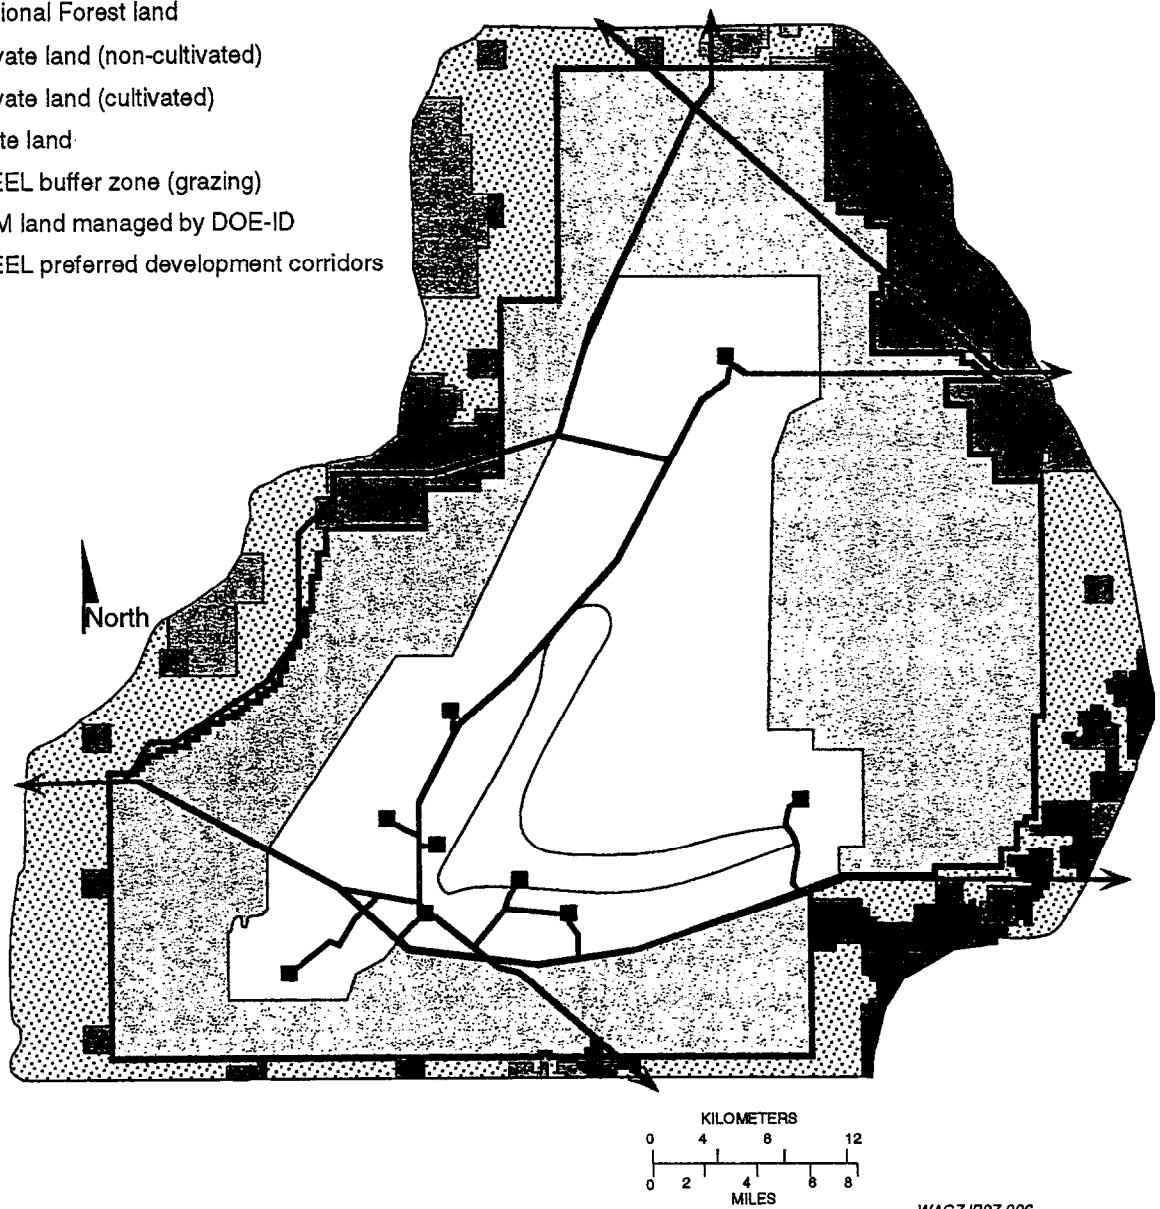 ional Forest land
vate land (non-cultivated)
vate land (cultivated)
te land
EEL buffer zone (grazing)
M land managed by DOE-ID
EEL preferred development corridors
North
KILOMETERS
0 4 8 12
0 2 4 6 8
MILES